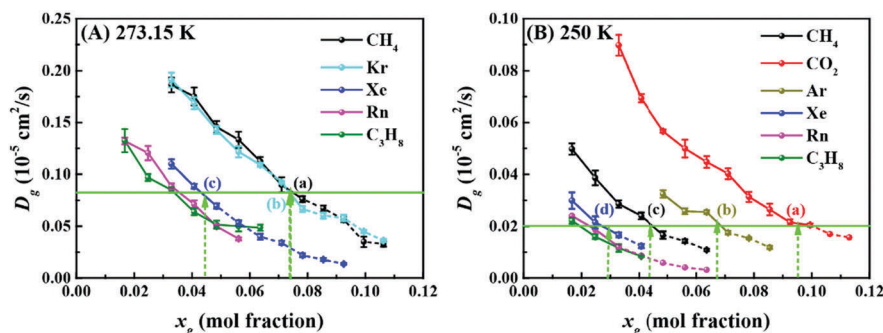 (A) 273.15 K
CH₄
Kr
Xe
Rn
C₃H₈
(c)
(a)
(b)
0.25
0.20
0.15
0.10
0.05
0.00
D_g (10⁻⁵ cm²/s)
0.00 0.02 0.04 0.06 0.08 0.10 0.12
x_g (mol fraction)
(B) 250 K
CH₄
CO₂
Ar
Xe
Rn
C₃H₈
(d)
(c)
(b)
(a)
0.10
0.08
0.06
0.04
0.02
0.00
D_g (10⁻⁵ cm²/s)
0.00 0.02 0.04 0.06 0.08 0.10 0.12
x_g (mol fraction)